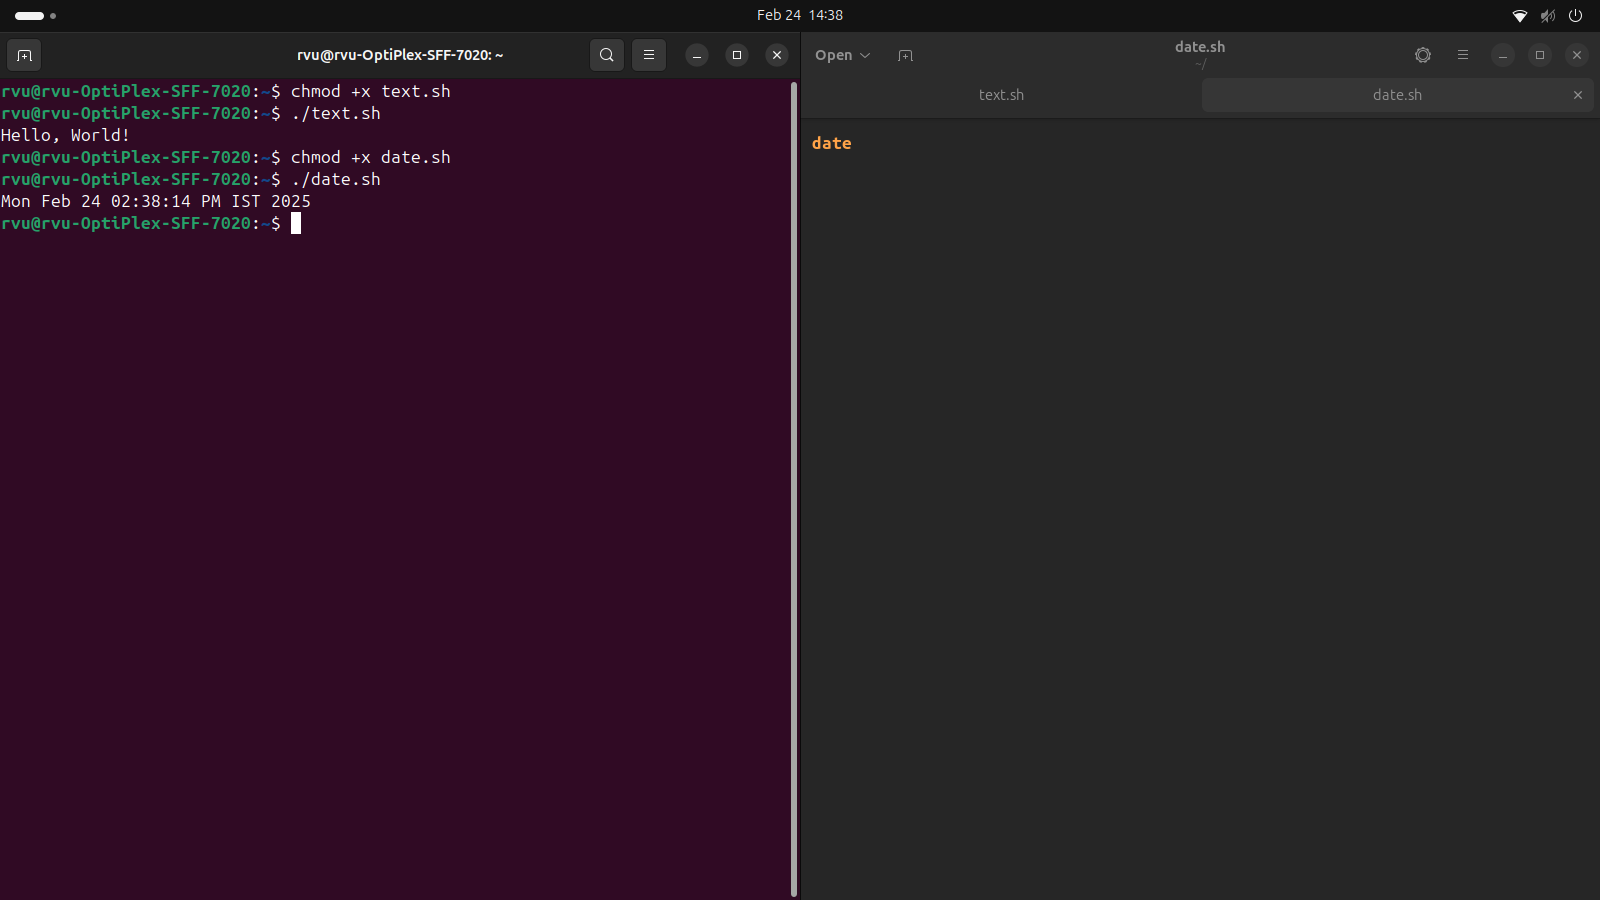 Feb 24 14:38
rvu@rvu-OptiPlex-SFF-7020: ~
rvu@rvu-OptiPlex-SFF-7020:~$ chmod +x text.sh
rvu@rvu-OptiPlex-SFF-7020:~$ ./text.sh
Hello, World!
rvu@rvu-OptiPlex-SFF-7020:~$ chmod +x date.sh
rvu@rvu-OptiPlex-SFF-7020:~$ ./date.sh
Mon Feb 24 02:38:14 PM IST 2025
rvu@rvu-OptiPlex-SFF-7020:~$
Open
date.sh
~/
text.sh
date.sh
date